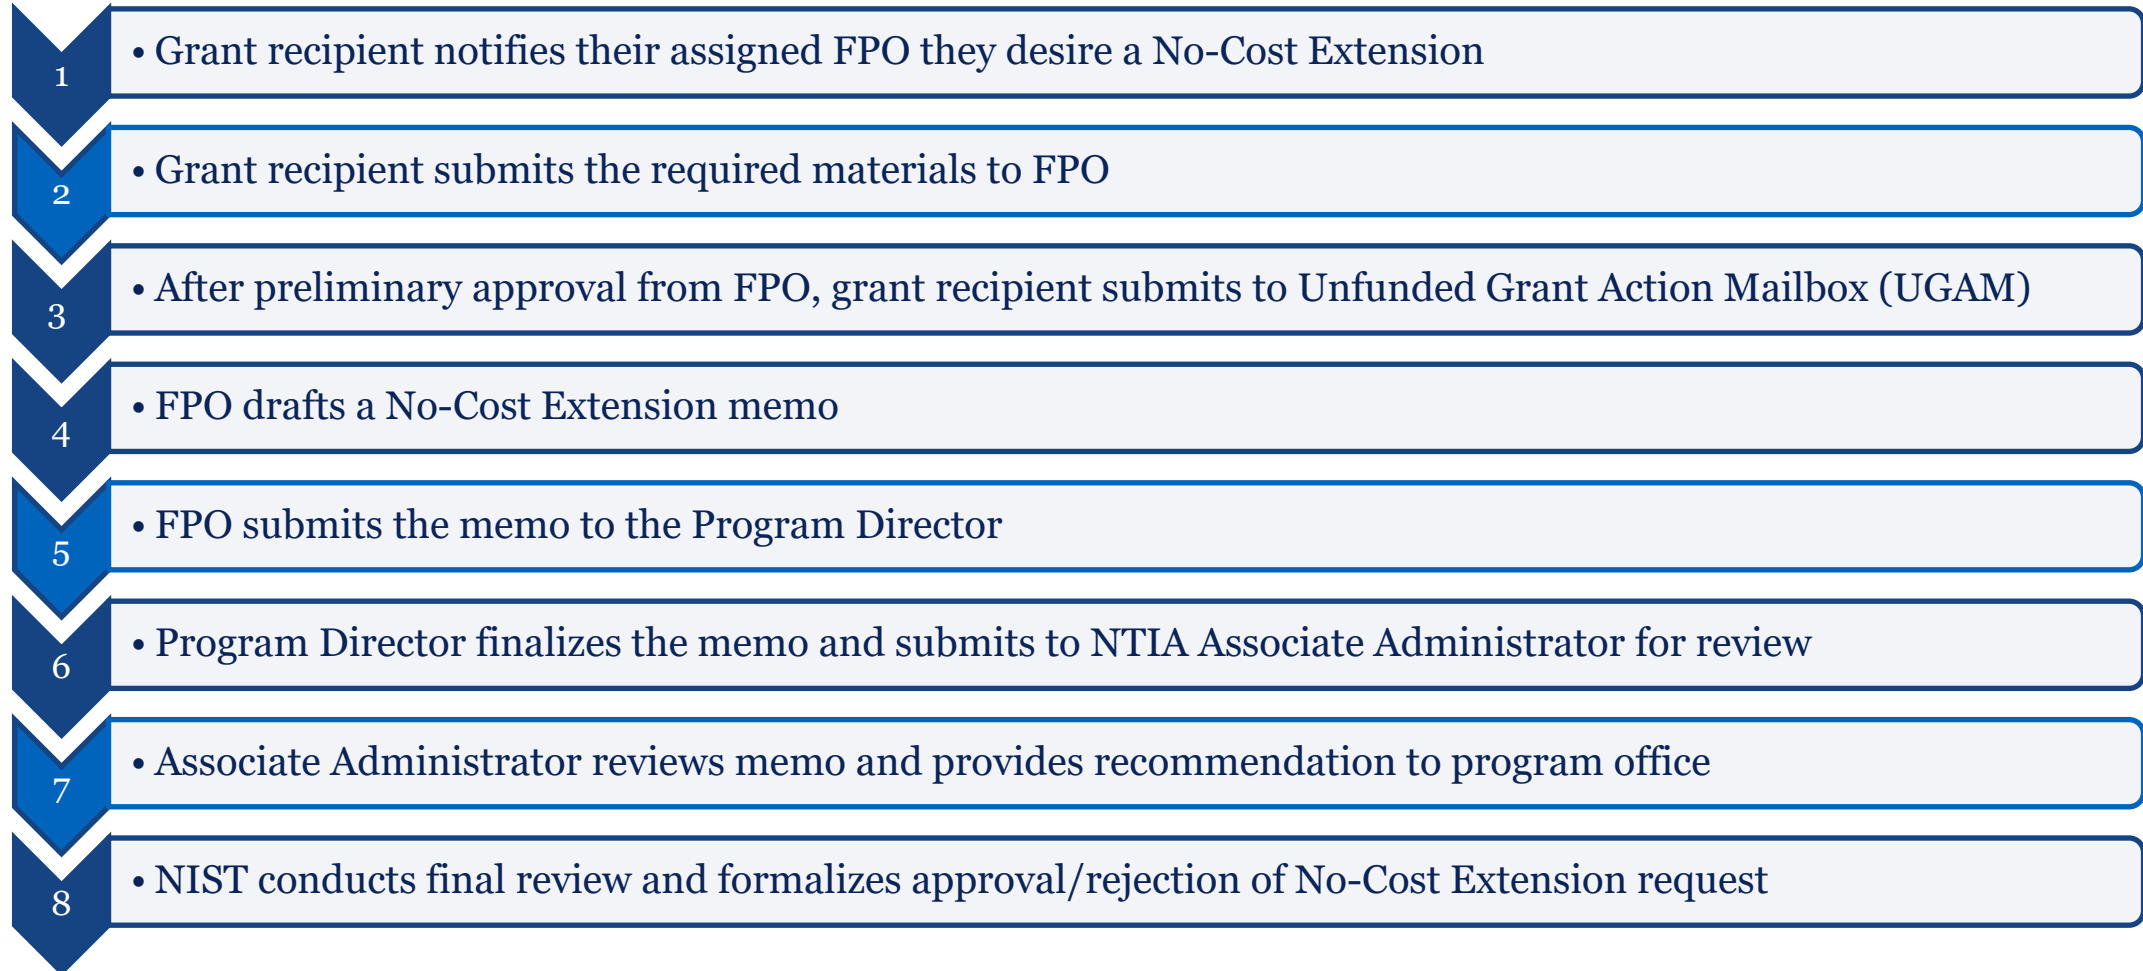 1
• Grant recipient notifies their assigned FPO they desire a No-Cost Extension
2
• Grant recipient submits the required materials to FPO
3
• After preliminary approval from FPO, grant recipient submits to Unfunded Grant Action Mailbox (UGAM)
4
• FPO drafts a No-Cost Extension memo
5
• FPO submits the memo to the Program Director
6
• Program Director finalizes the memo and submits to NTIA Associate Administrator for review
7
• Associate Administrator reviews memo and provides recommendation to program office
8
• NIST conducts final review and formalizes approval/rejection of No-Cost Extension request